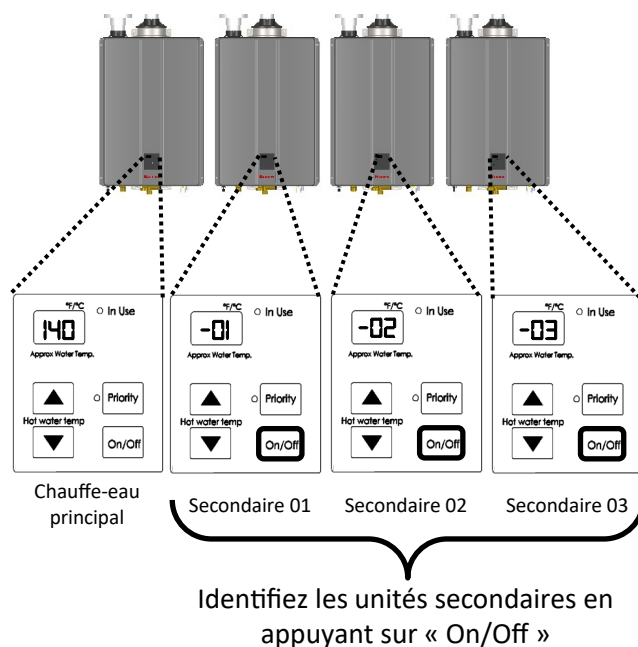 °F/°C
In Use
140
Approx Water Temp.
Priority
Hot water temp
On/Off
°F/°C
In Use
-01
Approx Water Temp.
Priority
Hot water temp
On/Off
°F/°C
In Use
-02
Approx Water Temp.
Priority
Hot water temp
On/Off
°F/°C
In Use
-03
Approx Water Temp.
Priority
Hot water temp
On/Off
Chauffe-eau
principal
Secondaire 01
Secondaire 02
Secondaire 03
Identifiez les unités secondaires en
appuyant sur « On/Off »